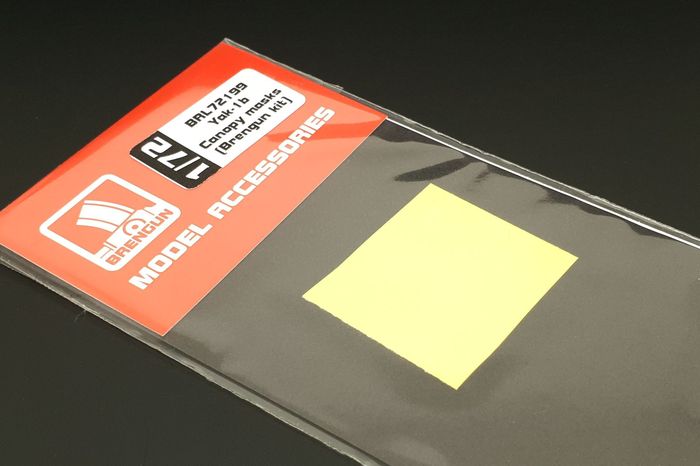 BRL72199
Yak-1b
Canopy masks
(Brengun kit)
1/72
BRENGUN
MODEL ACCESSORIES